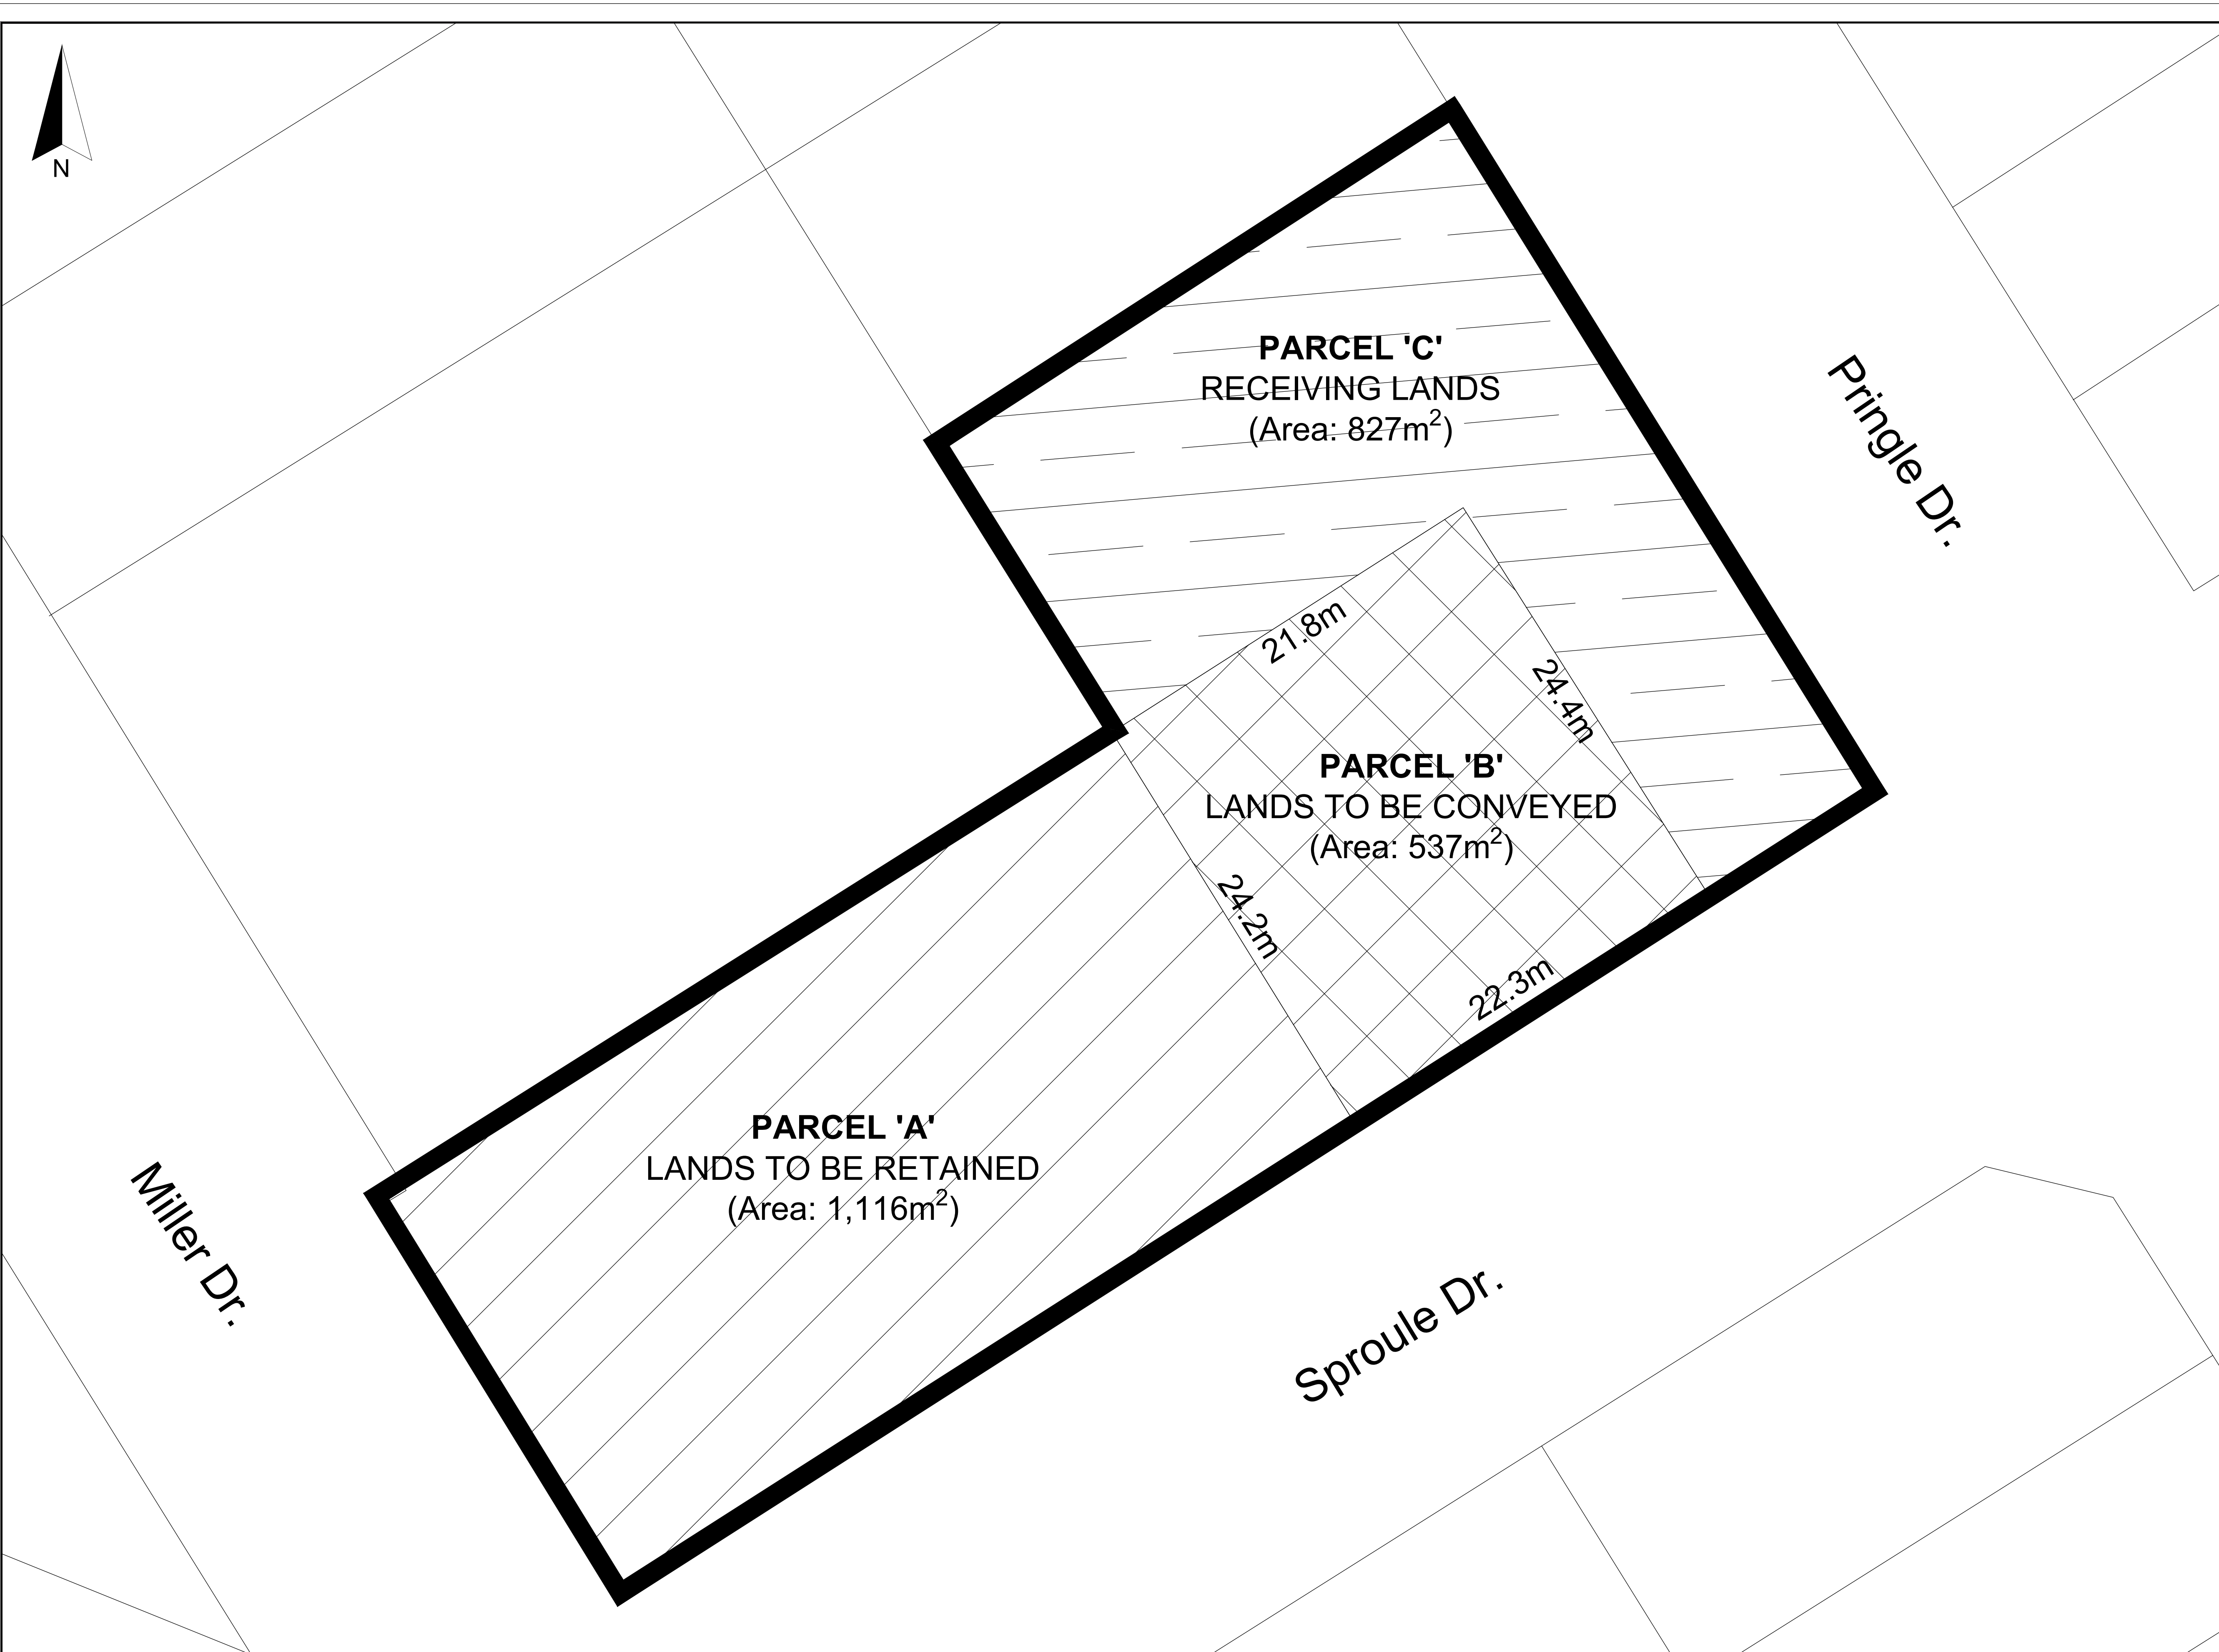 N
PARCEL 'C'
RECEIVING LANDS
(Area: 827m²)
Pringle Dr.
21.8m
24.4m
PARCEL 'B'
LANDS TO BE CONVEYED
(Area: 537m²)
24.2m
22.3m
PARCEL 'A'
LANDS TO BE RETAINED
(Area: 1,116m²)
Miller Dr.
Sproule Dr.